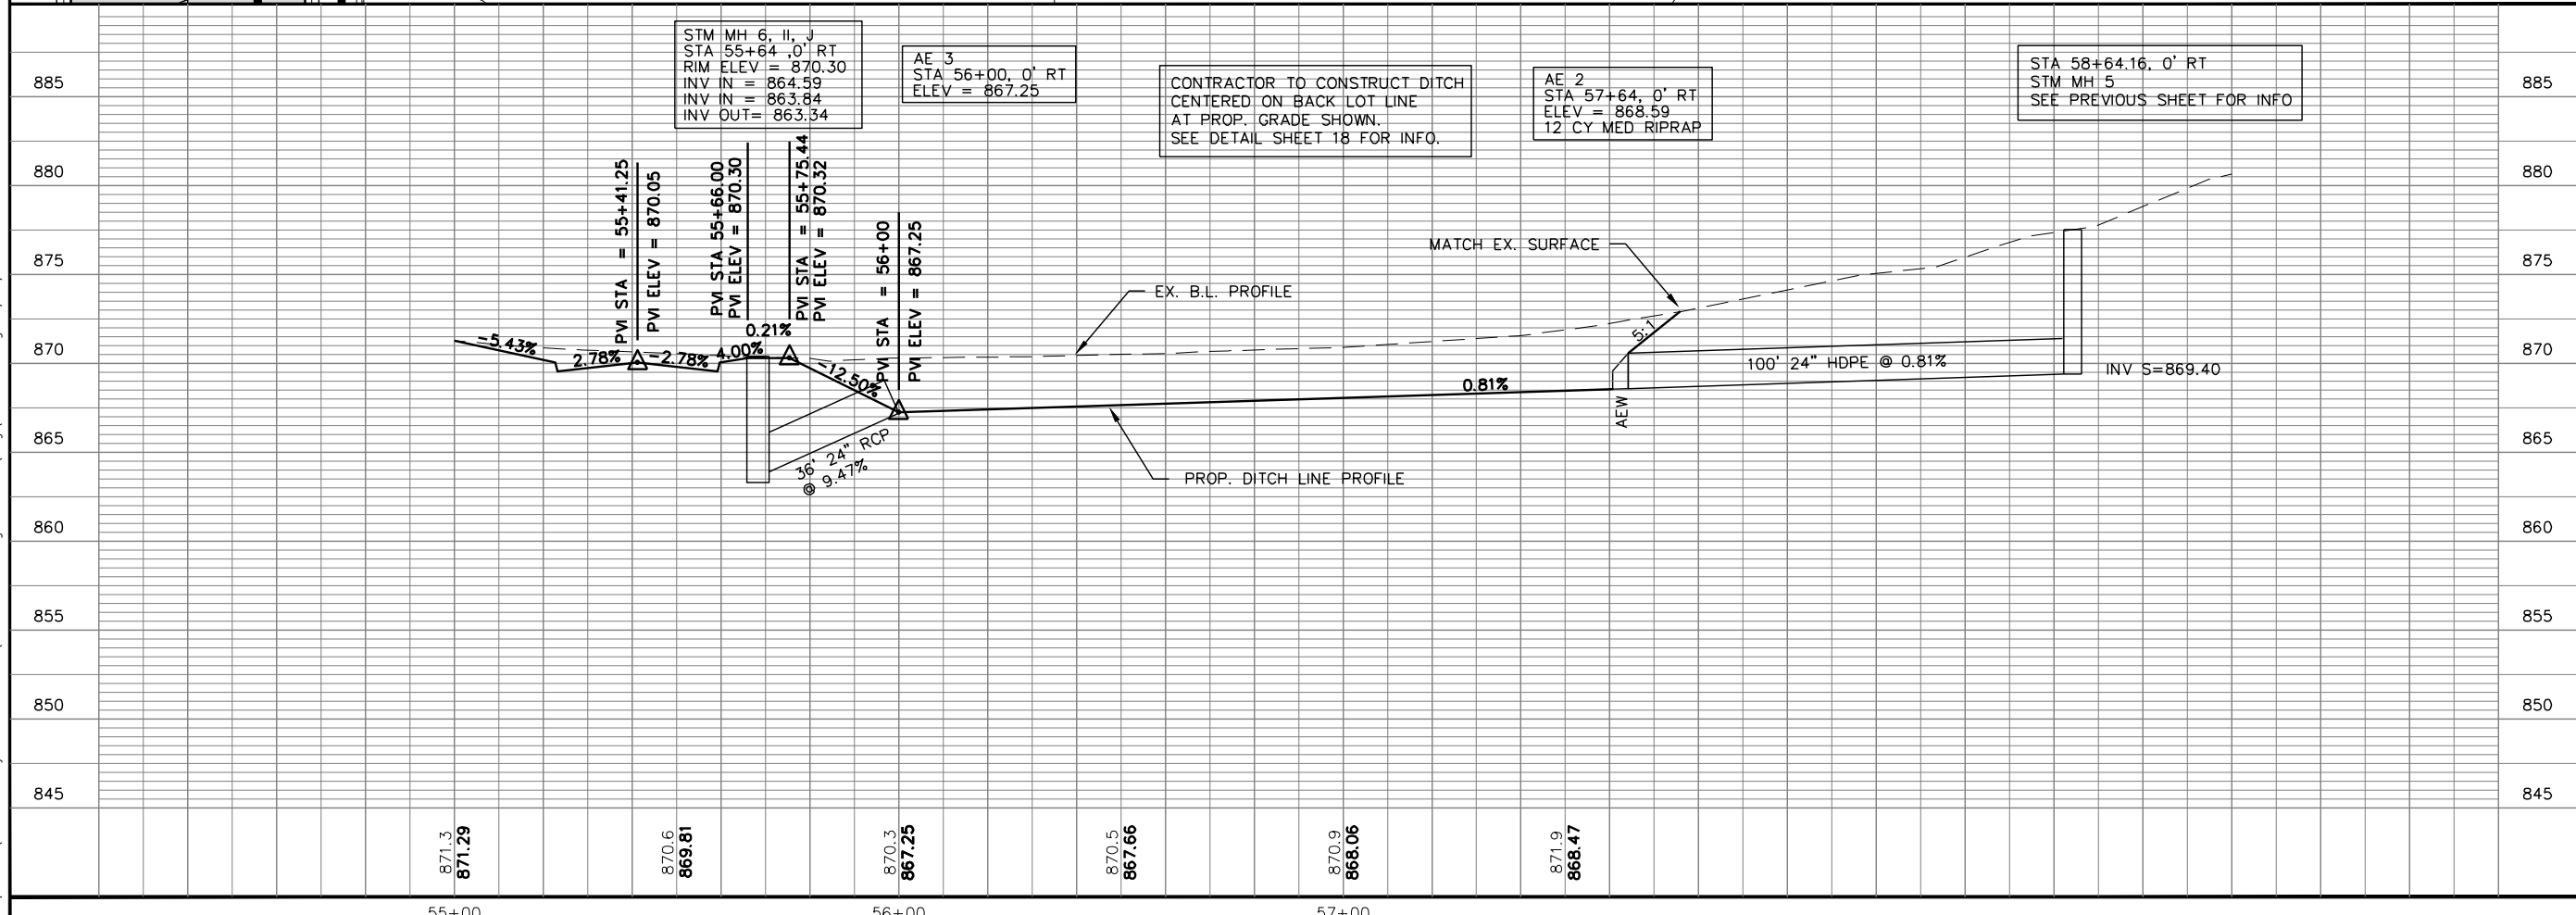 STM MH 6, II, J
STA 55+64 ,0' RT
RIM ELEV = 870.30
INV IN = 864.59
INV IN = 863.84
INV OUT= 863.34
AE 3
STA 56+00, 0' RT
ELEV = 867.25
CONTRACTOR TO CONSTRUCT DITCH
CENTERED ON BACK LOT LINE
AT PROP. GRADE SHOWN.
SEE DETAIL SHEET 18 FOR INFO.
AE 2
STA 57+64, 0' RT
ELEV = 868.59
12 CY MED RIPRAP
STA 58+64.16, 0' RT
STM MH 5
SEE PREVIOUS SHEET FOR INFO
885
880
875
870
865
860
855
850
845
885
880
875
870
865
860
855
850
845
PVI STA = 55+41.25
PVI ELEV = 870.05
PVI STA 55+66.00
PVI ELEV = 870.30
PVI STA = 55+75.44
PVI ELEV = 870.32
PVI STA = 56+00
PVI ELEV = 867.25
-5.43%
2.78%
-2.78%
4.00%
0.21%
-12.50%
36' 24" RCP
@ 9.47%
EX. B.L. PROFILE
MATCH EX. SURFACE
PROP. DITCH LINE PROFILE
0.81%
AEW
5:1
100' 24" HDPE @ 0.81%
INV S=869.40
871.3
871.29
870.6
869.81
870.3
867.25
870.5
867.66
870.9
868.06
871.9
868.47
55+00
56+00
57+00